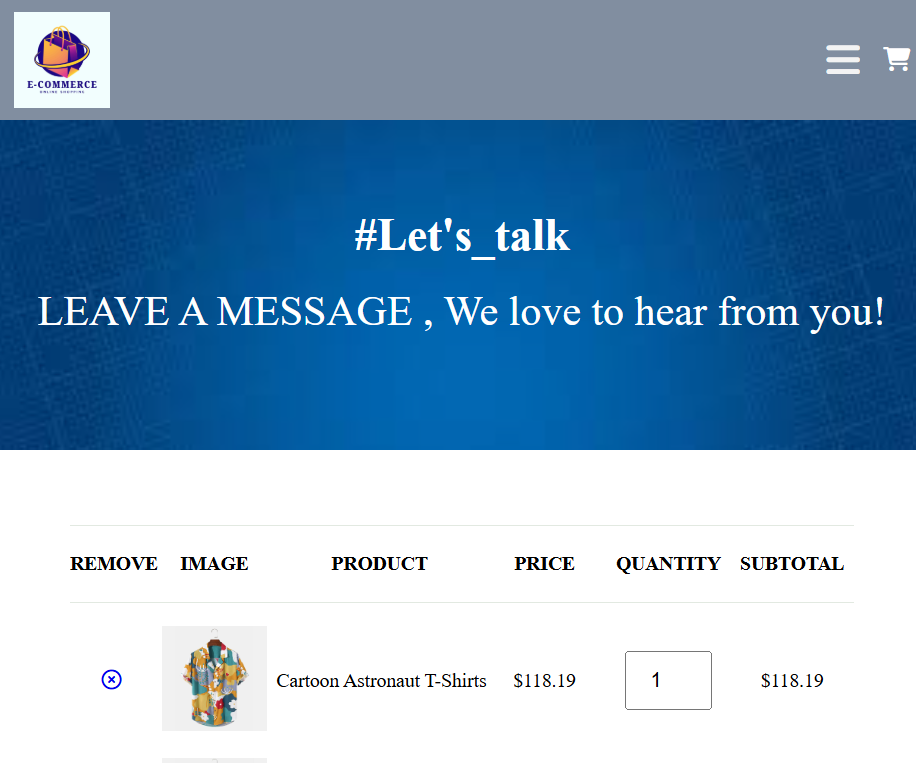 E-COMMERCE
ONLINE SHOPPING
#Let's_talk
LEAVE A MESSAGE , We love to hear from you!
REMOVE IMAGE PRODUCT PRICE QUANTITY SUBTOTAL
Cartoon Astronaut T-Shirts $118.19 1 $118.19